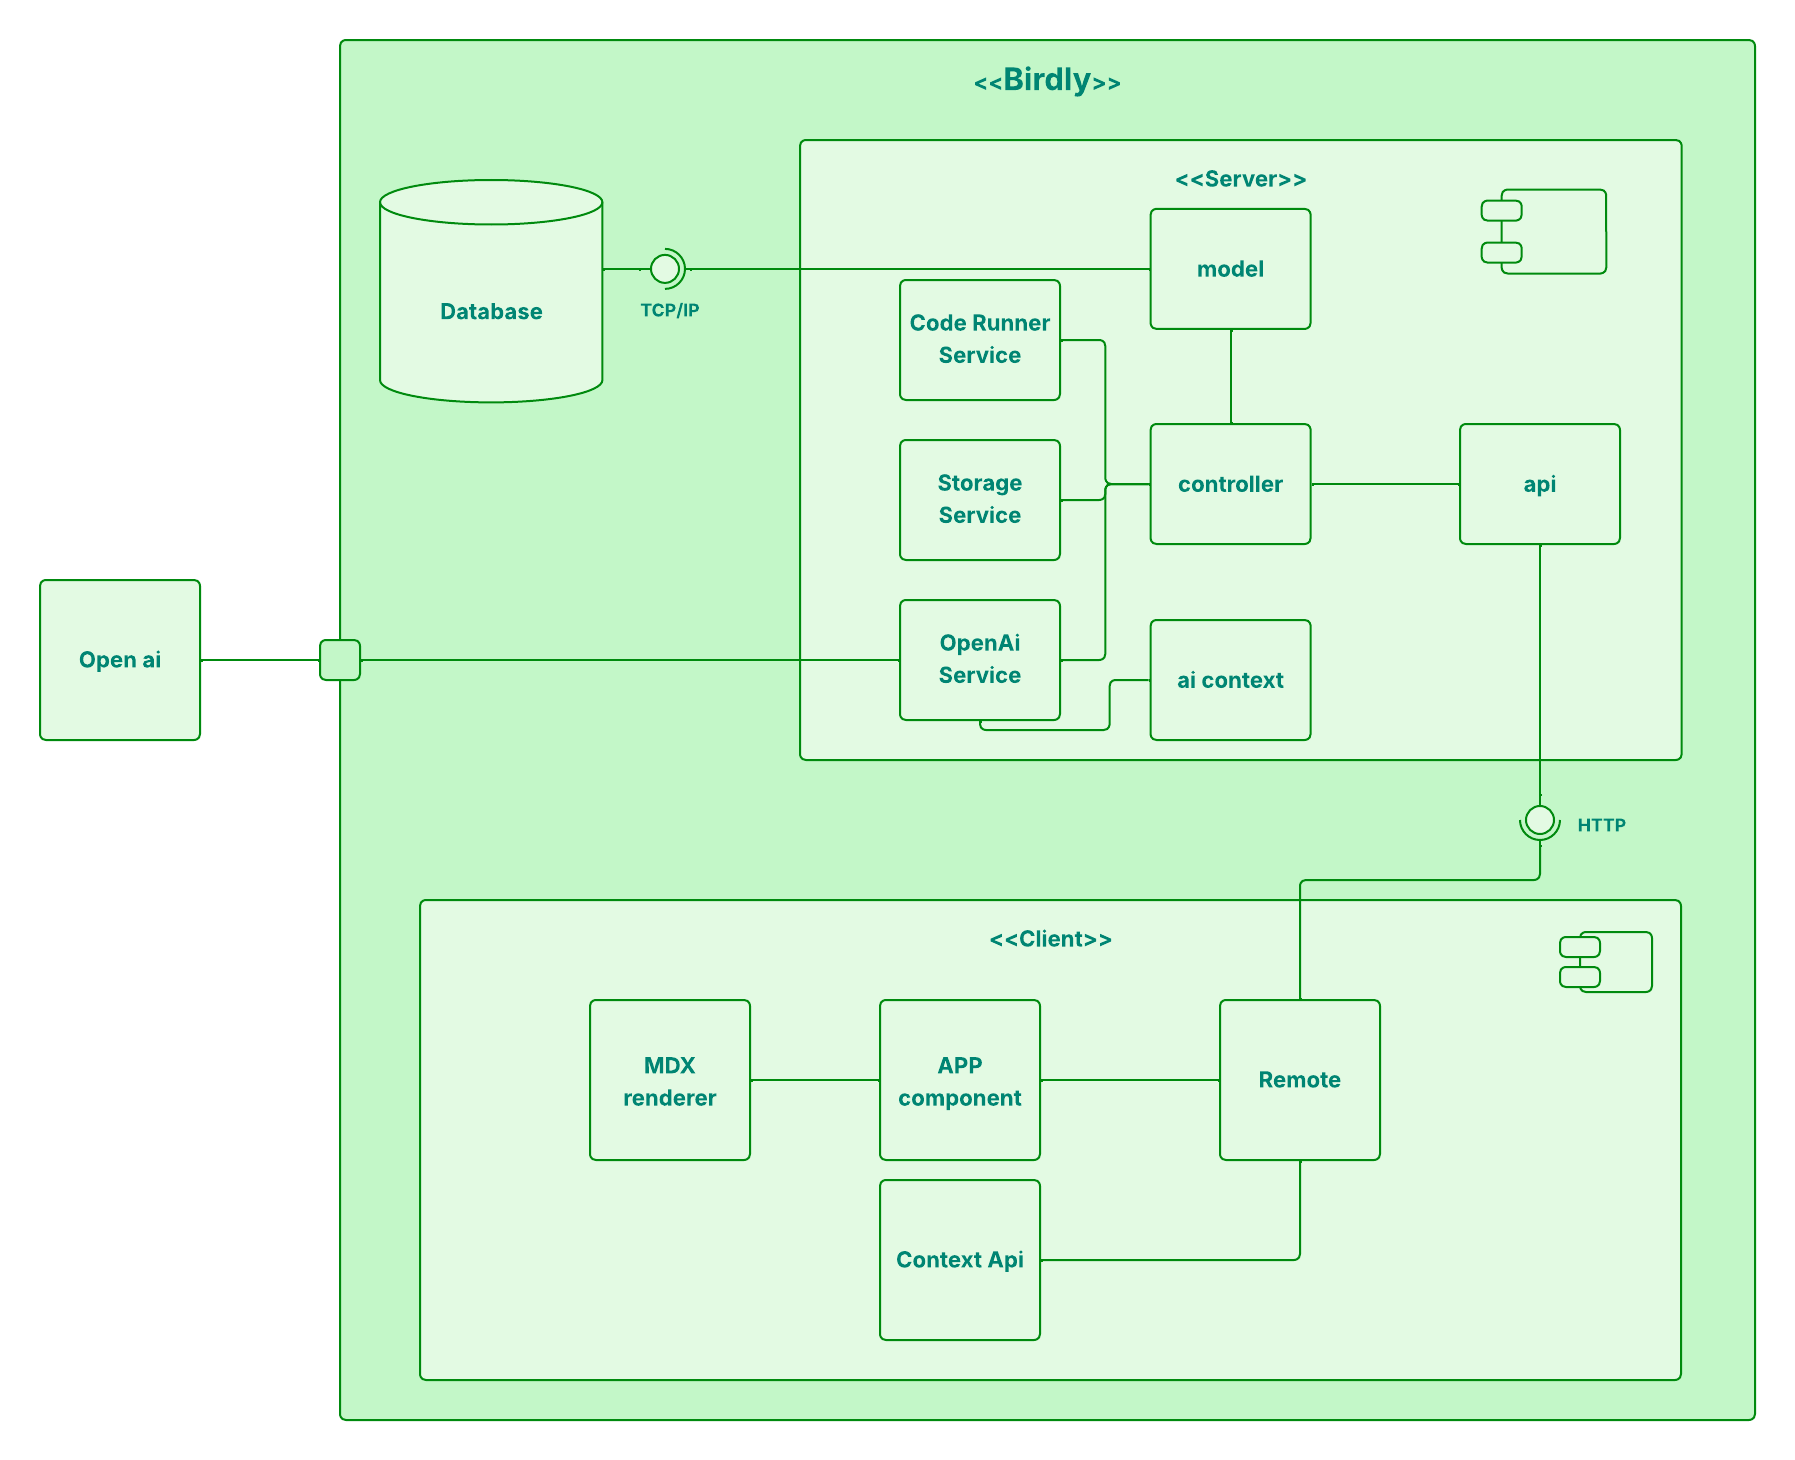 <<Birdly>>
<<Server>>
Database
TCP/IP
model
Code Runner
Service
Storage
Service
controller
api
Open ai
OpenAi
Service
ai context
HTTP
<<Client>>
MDX
renderer
APP
component
Remote
Context Api